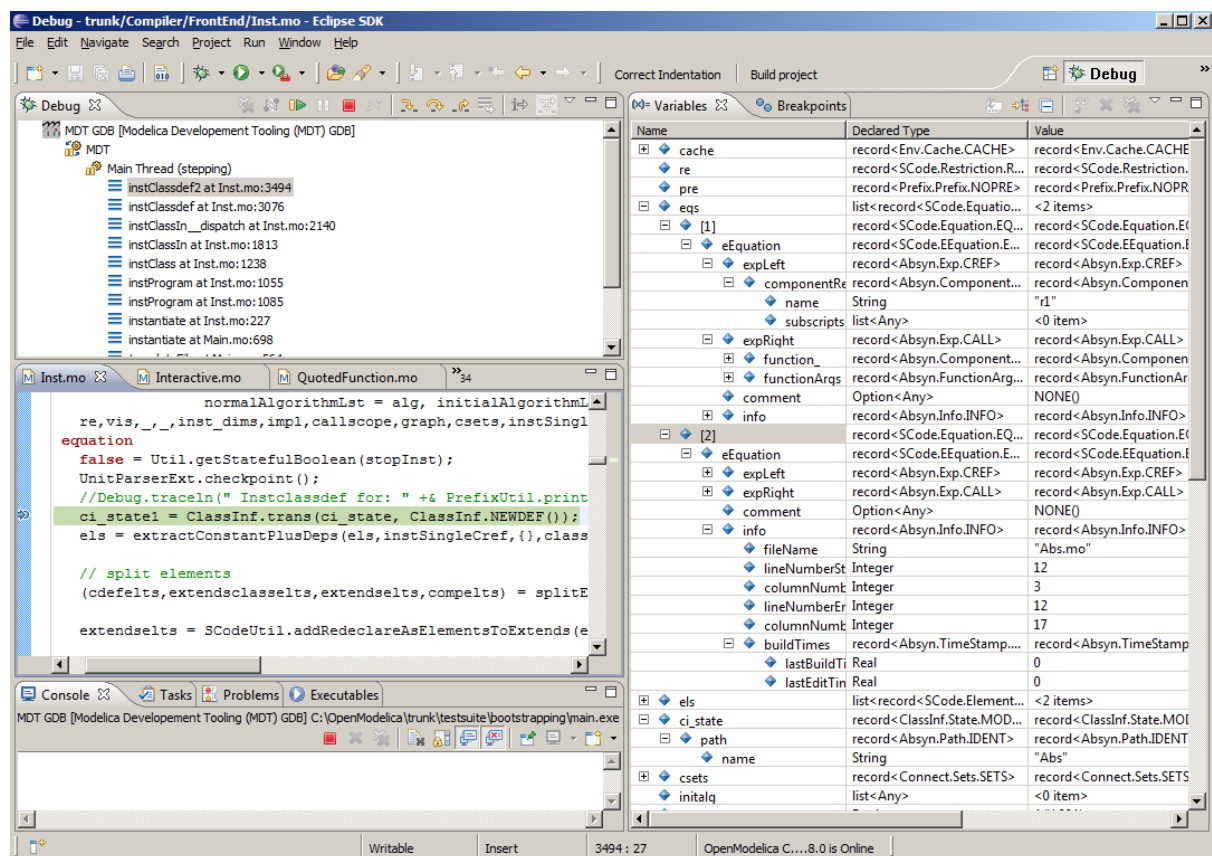 Debug - trunk/Compiler/FrontEnd/Inst.mo - Eclipse SDK
File Edit Navigate Search Project Run Window Help
Correct Indentation Build project Debug »
Debug
MDT GDB [Modelica Developement Tooling (MDT) GDB]
MDT
Main Thread (stepping)
instClassdef2 at Inst.mo:3494
instClassdef at Inst.mo:3076
instClassIn__dispatch at Inst.mo:2140
instClassIn at Inst.mo:1813
instClass at Inst.mo:1238
instProgram at Inst.mo:1055
instProgram at Inst.mo:1085
instantiate at Inst.mo:227
instantiate at Main.mo:698
Inst.mo Interactive.mo QuotedFunction.mo »34
normalAlgorithmLst = alg, initialAlgorithmL
re,vis,_,_,inst_dims,impl,callscope,graph,csets,instSingl
equation
false = Util.getStatefulBoolean(stopInst);
UnitParserExt.checkpoint();
//Debug.traceln(" Instclassdef for: " +& PrefixUtil.print
ci_state1 = ClassInf.trans(ci_state, ClassInf.NEWDEF());
els = extractConstantPlusDeps(els,instSingleCref,{},class
// split elements
(cdefelts,extendsclasselts,extendselts,compelts) = splitE
extendselts = SCodeUtil.addRedeclareAsElementsToExtends(e
Console Tasks Problems Executables
MDT GDB [Modelica Developement Tooling (MDT) GDB] C:\OpenModelica\trunk\testsuite\bootstrapping\main.exe
(x)= Variables Breakpoints
Name Declared Type Value
cache record<Env.Cache.CACHE> record<Env.Cache.CACHE
re record<SCode.Restriction.R... record<SCode.Restriction.
pre record<Prefix.Prefix.NOPRE> record<Prefix.Prefix.NOPR
eqs list<record<SCode.Equatio... <2 items>
[1] record<SCode.Equation.EQ... record<SCode.Equation.E
eEquation record<SCode.EEquation.E... record<SCode.EEquation.E
expLeft record<Absyn.Exp.CREF> record<Absyn.Exp.CREF>
componentRe record<Absyn.Component... record<Absyn.Componen
name String "r1"
subscripts list<Any> <0 item>
expRight record<Absyn.Exp.CALL> record<Absyn.Exp.CALL>
function_ record<Absyn.Component... record<Absyn.Componen
functionArgs record<Absyn.FunctionArg... record<Absyn.FunctionAr
comment Option<Any> NONE()
info record<Absyn.Info.INFO> record<Absyn.Info.INFO>
[2] record<SCode.Equation.EQ... record<SCode.Equation.E
eEquation record<SCode.EEquation.E... record<SCode.EEquation.E
expLeft record<Absyn.Exp.CREF> record<Absyn.Exp.CREF>
expRight record<Absyn.Exp.CALL> record<Absyn.Exp.CALL>
comment Option<Any> NONE()
info record<Absyn.Info.INFO> record<Absyn.Info.INFO>
fileName String "Abs.mo"
lineNumberSt Integer 12
columnNumb Integer 3
lineNumberEr Integer 12
columnNumb Integer 17
buildTimes record<Absyn.TimeStamp.... record<Absyn.TimeStamp
lastBuildTi Real 0
lastEditTin Real 0
els list<record<SCode.Element... <2 items>
ci_state record<ClassInf.State.MOD... record<ClassInf.State.MOD
path record<Absyn.Path.IDENT> record<Absyn.Path.IDENT
name String "Abs"
csets record<Connect.Sets.SETS> record<Connect.Sets.SETS
initalg list<Any> <0 item>
Writable Insert 3494 : 27 OpenModelica C....8.0 is Online